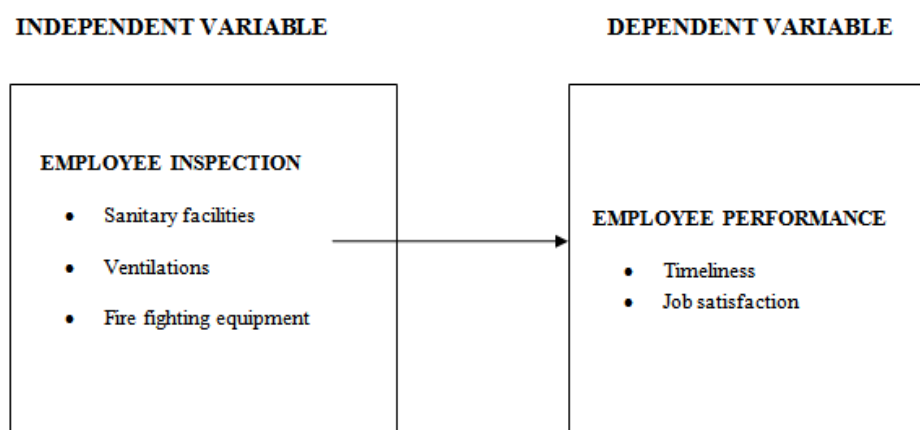 INDEPENDENT VARIABLE
DEPENDENT VARIABLE
EMPLOYEE INSPECTION
• Sanitary facilities
• Ventilations
• Fire fighting equipment
EMPLOYEE PERFORMANCE
• Timeliness
• Job satisfaction